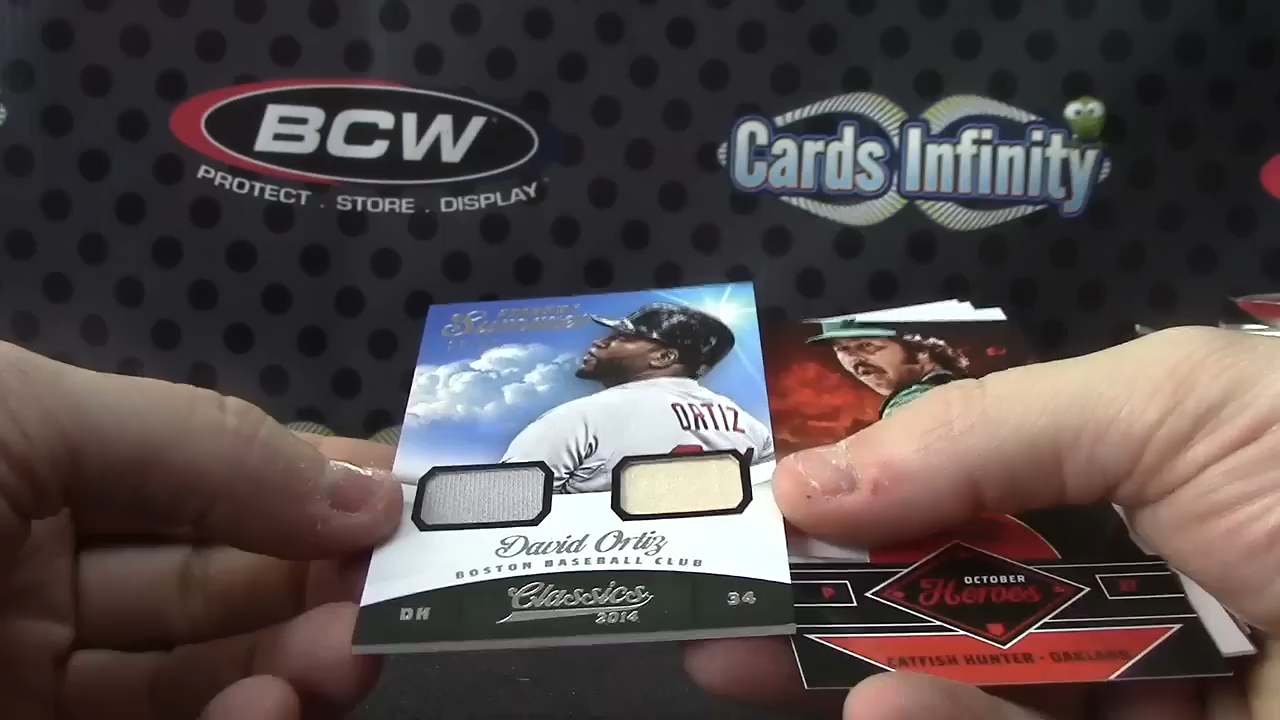 BCW
PROTECT . STORE . DISPLAY
Cards Infinity
Summer
ORTIZ
David Ortiz
BOSTON BASEBALL CLUB
DH
Classics
2014
34
P
OCTOBER
Heroes
CATFISH HUNTER - OAKLAND